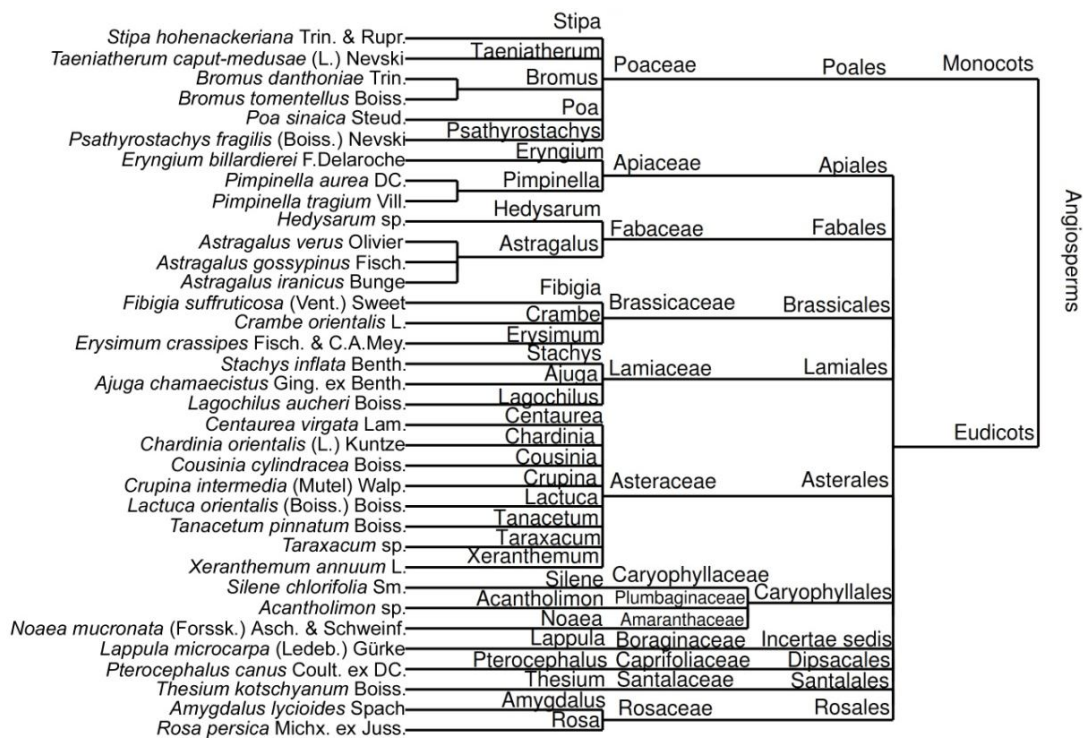 Stipa
Stipa hohenackeriana Trin. & Rupr.
Taeniatherum
Taeniatherum caput-medusae (L.) Nevski
Bromus danthoniae Trin.
Bromus Poaceae Poales Monocots
Bromus tomentellus Boiss.
Poa
Poa sinaica Steud.
Psathyrostachys
Psathyrostachys fragilis (Boiss.) Nevski
Eryngium
Eryngium billardierei F.Delaroche
Apiaceae Apiales
Pimpinella aurea DC.
Pimpinella
Pimpinella tragium Vill.
Hedysarum
Hedysarum sp.
Fabaceae Fabales
Astragalus verus Olivier
Astragalus
Astragalus gossypinus Fisch.
Astragalus iranicus Bunge
Fibigia
Fibigia suffruticosa (Vent.) Sweet
Brassicaceae Brassicales
Crambe
Crambe orientalis L.
Erysimum
Erysimum crassipes Fisch. & C.A.Mey.
Stachys
Stachys inflata Benth.
Lamiaceae Lamiales
Ajuga
Ajuga chamaecistus Ging. ex Benth.
Lagochilus
Lagochilus aucheri Boiss.
Centaurea
Centaurea virgata Lam.
Chardinia Eudicots
Chardinia orientalis (L.) Kuntze
Cousinia
Cousinia cylindracea Boiss.
Crupina Asteraceae Asterales
Crupina intermedia (Mutel) Walp.
Lactuca
Lactuca orientalis (Boiss.) Boiss.
Tanacetum
Tanacetum pinnatum Boiss.
Taraxacum
Taraxacum sp.
Xeranthemum
Xeranthemum annuum L.
Silene Caryophyllaceae
Silene chlorifolia Sm.
Caryophyllales
Acantholimon Plumbaginaceae
Acantholimon sp.
Noaea Amaranthaceae
Noaea mucronata (Forssk.) Asch. & Schweinf.
Lappula Boraginaceae Incertae sedis
Lappula microcarpa (Ledeb.) Gürke
Pterocephalus Caprifoliaceae Dipsacales
Pterocephalus canus Coult. ex DC.
Thesium Santalaceae Santalales
Thesium kotschyanum Boiss.
Amygdalus
Amygdalus lycioides Spach
Rosaceae Rosales
Rosa
Rosa persica Michx. ex Juss.
Angiosperms